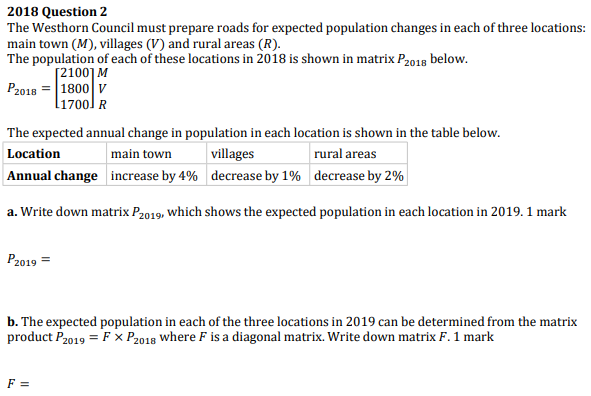 2018 Question 2
The Westhorn Council must prepare roads for expected population changes in each of three locations:
main town (M), villages (V) and rural areas (R).
The population of each of these locations in 2018 is shown in matrix P₂₀₁₈ below.
[2100] M
P₂₀₁₈ = |1800| V
[1700] R
The expected annual change in population in each location is shown in the table below.
Location main town villages rural areas
Annual change increase by 4% decrease by 1% decrease by 2%
a. Write down matrix P₂₀₁₉, which shows the expected population in each location in 2019. 1 mark
P₂₀₁₉ =
b. The expected population in each of the three locations in 2019 can be determined from the matrix
product P₂₀₁₉ = F × P₂₀₁₈ where F is a diagonal matrix. Write down matrix F. 1 mark
F =